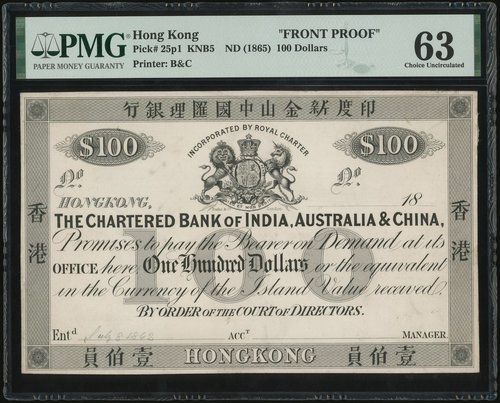 PMG
PAPER MONEY GUARANTY
Hong Kong "FRONT PROOF"
Pick# 25p1 KNB5 ND (1865) 100 Dollars
Printer: B&C
63
Choice Uncirculated
印度新金山中國匯理銀行
INCORPORATED BY ROYAL CHARTER
$100 $100
No No
HONGKONG, 18
香港 香港
THE CHARTERED BANK OF INDIA, AUSTRALIA & CHINA,
100
Promises to pay the Bearer on Demand at its
OFFICE here, One Hundred Dollars or the equivalent
in the Currency of the Island Value received.
BY ORDER OF THE COURT OF DIRECTORS.
Entd ACCT MANAGER
壹伯員 HONGKONG 壹伯員